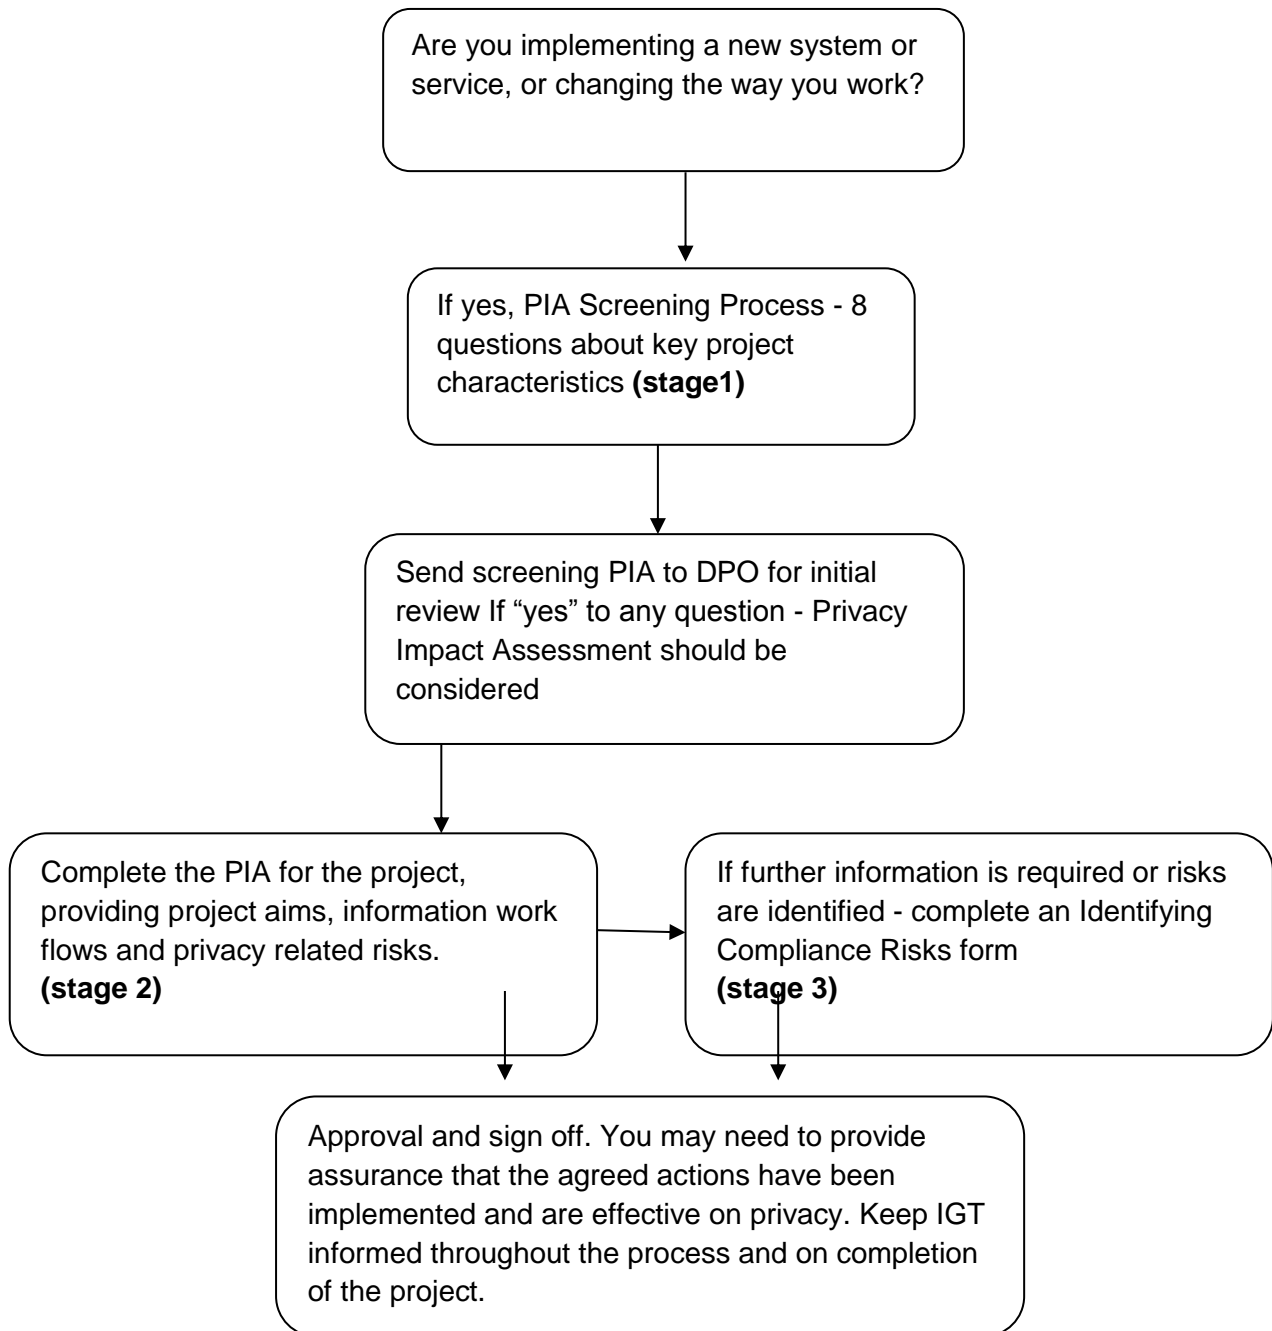 Are you implementing a new system or
service, or changing the way you work?
If yes, PIA Screening Process - 8
questions about key project
characteristics (stage1)
Send screening PIA to DPO for initial
review If “yes” to any question - Privacy
Impact Assessment should be
considered
Complete the PIA for the project,
providing project aims, information work
flows and privacy related risks.
(stage 2)
If further information is required or risks
are identified - complete an Identifying
Compliance Risks form
(stage 3)
Approval and sign off. You may need to provide
assurance that the agreed actions have been
implemented and are effective on privacy. Keep IGT
informed throughout the process and on completion
of the project.